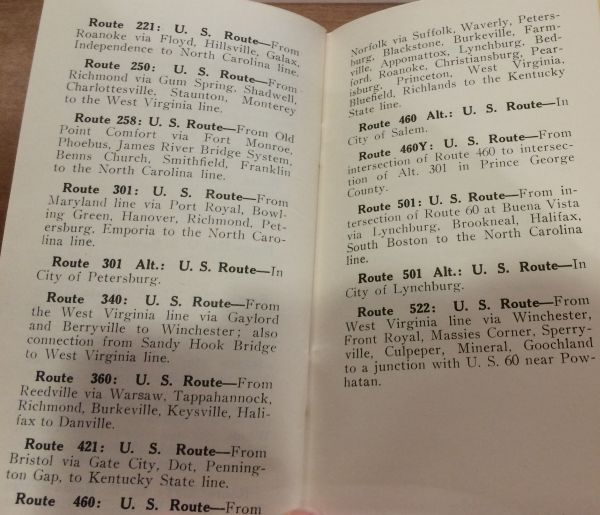 Route 221: U. S. Route—From
Roanoke via Floyd, Hillsville, Galax,
Independence to North Carolina line.
Route 250: U. S. Route—From
Richmond via Gum Spring, Shadwell,
Charlottesville, Staunton, Monterey
to the West Virginia line.
Route 258: U. S. Route—From Old
Point Comfort via Fort Monroe,
Phoebus, James River Bridge System,
Benns Church, Smithfield, Franklin
to the North Carolina line.
Route 301: U. S. Route—From
Maryland line via Port Royal, Bowl-
ing Green, Hanover, Richmond, Pet-
ersburg, Emporia to the North Caro-
lina line.
Route 301 Alt.: U. S. Route—In
City of Petersburg.
Route 340: U. S. Route—From
the West Virginia line via Gaylord
and Berryville to Winchester; also
connection from Sandy Hook Bridge
to West Virginia line.
Route 360: U. S. Route—From
Reedville via Warsaw, Tappahannock,
Richmond, Burkeville, Keysville, Hali-
fax to Danville.
Route 421: U. S. Route—From
Bristol via Gate City, Dot, Penning-
ton Gap, to Kentucky State line.
Route 460: U. S. Route—From
Norfolk via Suffolk, Waverly, Peters-
burg, Blackstone, Burkeville, Farm-
ville, Appomattox, Lynchburg, Bed-
ford, Roanoke, Christiansburg, Pear-
isburg, Princeton, West Virginia,
Bluefield, Richlands to the Kentucky
State line.
Route 460 Alt.: U. S. Route—In
City of Salem.
Route 460Y: U. S. Route—From
intersection of Route 460 to intersec-
tion of Alt. 301 in Prince George
County.
Route 501: U. S. Route—From in-
tersection of Route 60 at Buena Vista
via Lynchburg, Brookneal, Halifax,
South Boston to the North Carolina
line.
Route 501 Alt.: U. S. Route—In
City of Lynchburg.
Route 522: U. S. Route—From
West Virginia line via Winchester,
Front Royal, Massies Corner, Sperry-
ville, Culpeper, Mineral, Goochland
to a junction with U. S. 60 near Pow-
hatan.